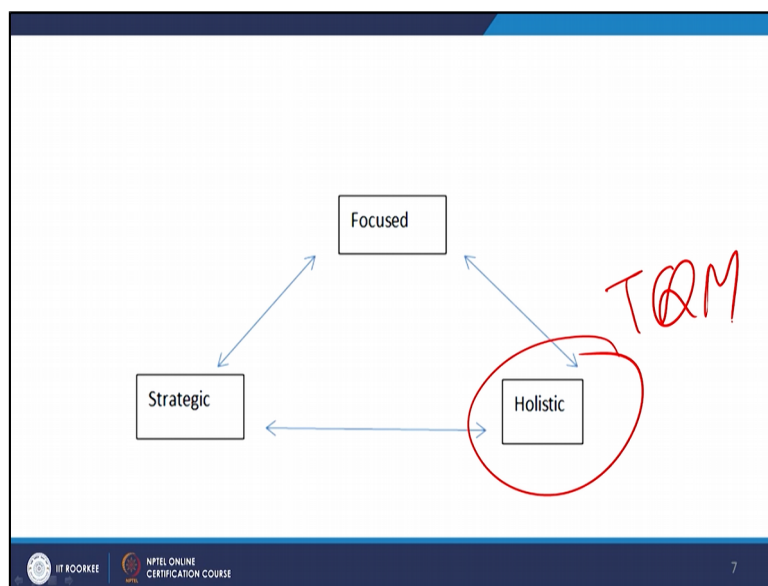 Focused
TQM
Strategic
Holistic
IIT ROORKEE
NPTEL ONLINE
CERTIFICATION COURSE
7